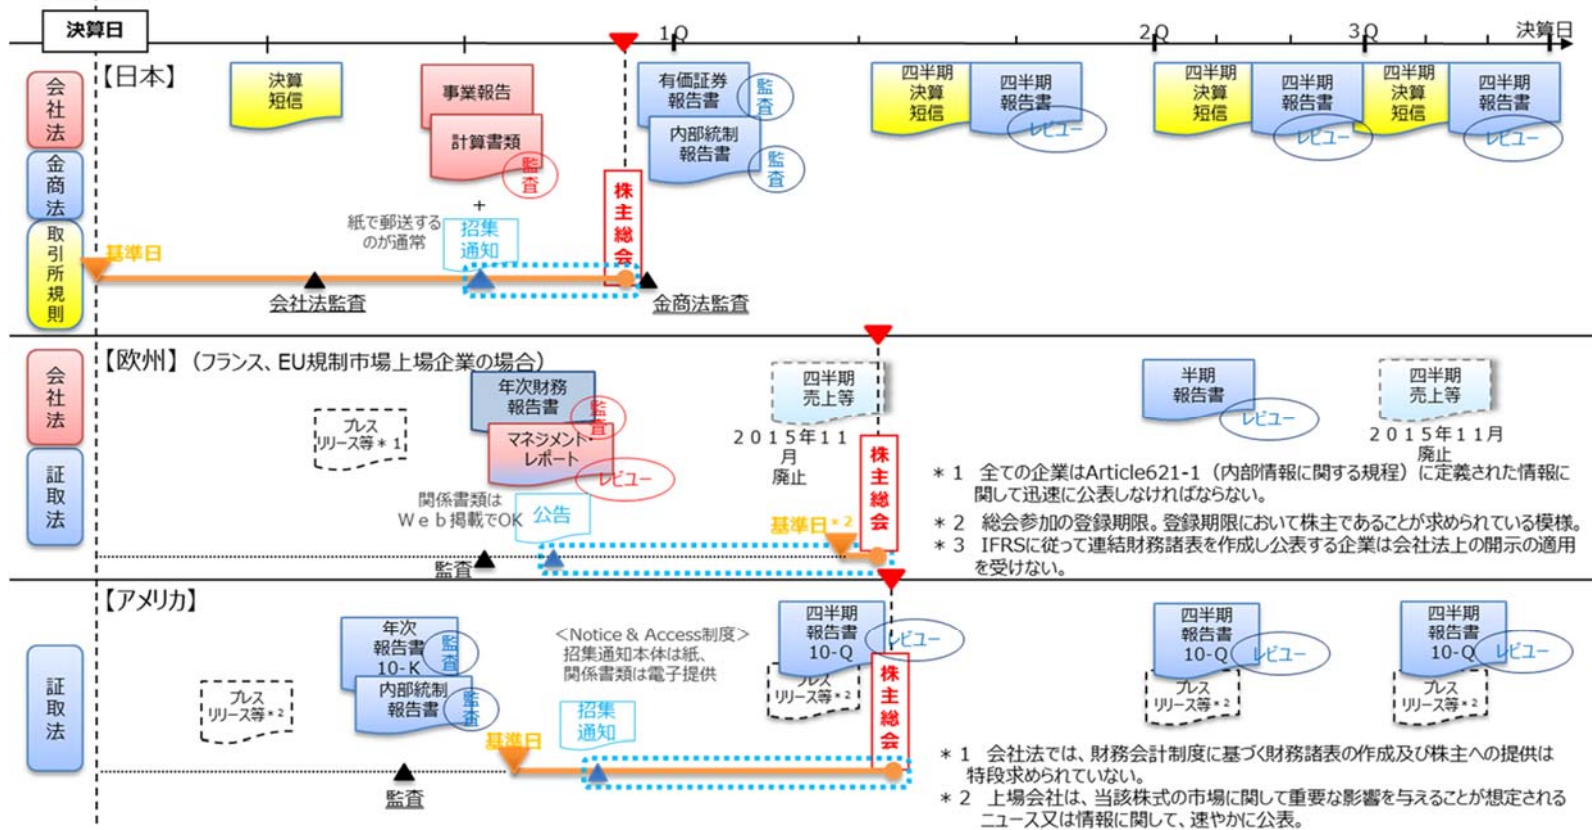 決算日
1Q
2Q
3Q
決算日
【日本】
会社法
金商法
取引所規則
決算
短信
事業報告
計算書類
監査
+
紙で郵送する
のが通常
招集
通知
基準日
会社法監査
株主総会
有価証券
報告書
監査
内部統制
報告書
監査
金商法監査
四半期
決算
短信
四半期
報告書
レビュー
四半期
決算
短信
四半期
報告書
レビュー
四半期
決算
短信
四半期
報告書
レビュー
【欧州】（フランス、EU規制市場上場企業の場合）
会社法
証取法
プレス
リリース等＊1
年次財務
報告書
監査
マネジメント・
レポート
レビュー
関係書類は
Ｗｅｂ掲載でOK
公告
監査
四半期
売上等
２０１５年１１
月
廃止
基準日＊2
株主総会
半期
報告書
レビュー
四半期
売上等
２０１５年１１月
廃止
＊１　全ての企業はArticle621-1（内部情報に関する規程）に定義された情報に
関して迅速に公表しなければならない。
＊２　総会参加の登録期限。登録期限において株主であることが求められている模様。
＊３　IFRSに従って連結財務諸表を作成し公表する企業は会社法上の開示の適用
を受けない。
【アメリカ】
証取法
プレス
リリース等＊2
年次
報告書
10-K
監査
内部統制
報告書
監査
監査
基準日
＜Notice & Access制度＞
招集通知本体は紙、
関係書類は電子提供
招集
通知
四半期
報告書
10-Q
レビュー
プレス
リリース等＊2
株主総会
四半期
報告書
10-Q
レビュー
プレス
リリース等＊2
四半期
報告書
10-Q
レビュー
プレス
リリース等＊2
＊１　会社法では、財務会計制度に基づく財務諸表の作成及び株主への提供は
特段求められていない。
＊２　上場会社は、当該株式の市場に関して重要な影響を与えることが想定される
ニュース又は情報に関して、速やかに公表。